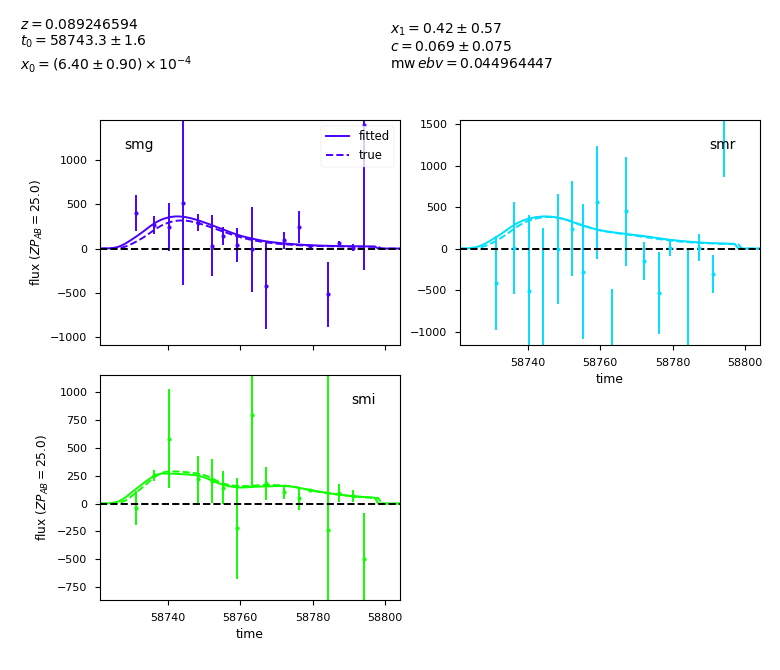 z = 0.089246594
t₀ = 58743.3 ± 1.6
x₀ = (6.40 ± 0.90) × 10⁻⁴
x₁ = 0.42 ± 0.57
c = 0.069 ± 0.075
mw ebv = 0.044964447
smg
fitted
true
1000
500
0
−500
−1000
flux (ZP_AB = 25.0)
smr
1500
1000
500
0
−500
−1000
58740 58760 58780 58800
time
smi
1000
750
500
250
0
−250
−500
−750
flux (ZP_AB = 25.0)
58740 58760 58780 58800
time